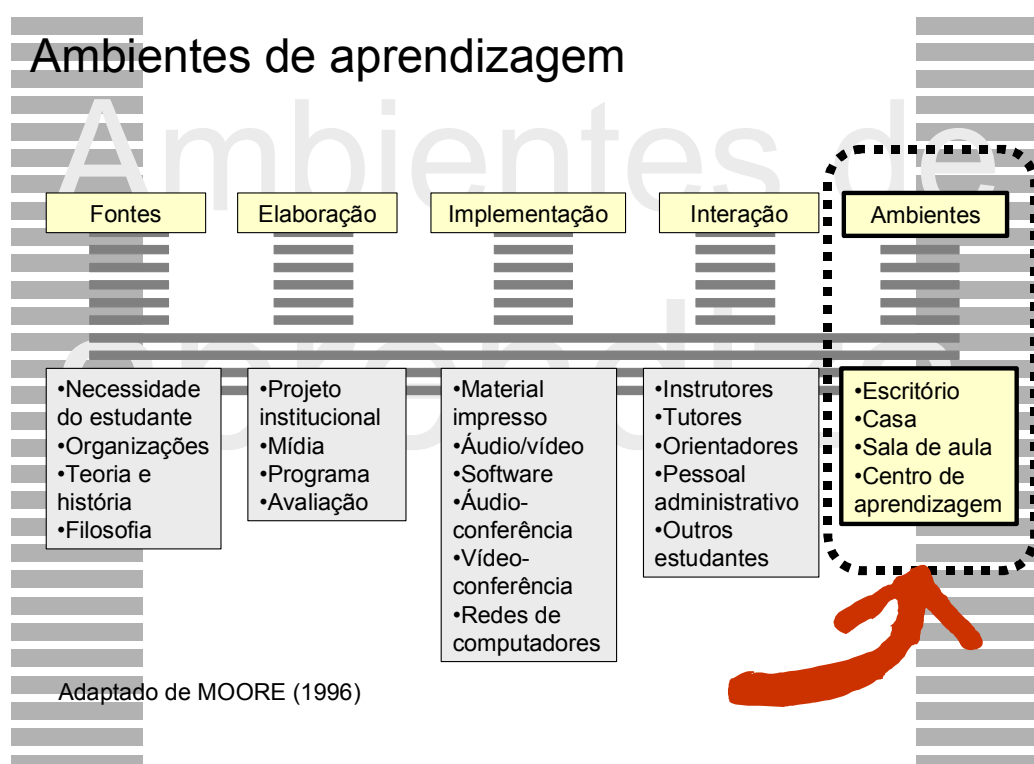 Ambientes de aprendizagem
Ambientes de
Fontes
Elaboração
Implementação
Interação
Ambientes
•Necessidade
do estudante
•Organizações
•Teoria e
história
•Filosofia
•Projeto
institucional
•Mídia
•Programa
•Avaliação
•Material
impresso
•Áudio/vídeo
•Software
•Áudio-
conferência
•Vídeo-
conferência
•Redes de
computadores
•Instrutores
•Tutores
•Orientadores
•Pessoal
administrativo
•Outros
estudantes
•Escritório
•Casa
•Sala de aula
•Centro de
aprendizagem
Adaptado de MOORE (1996)